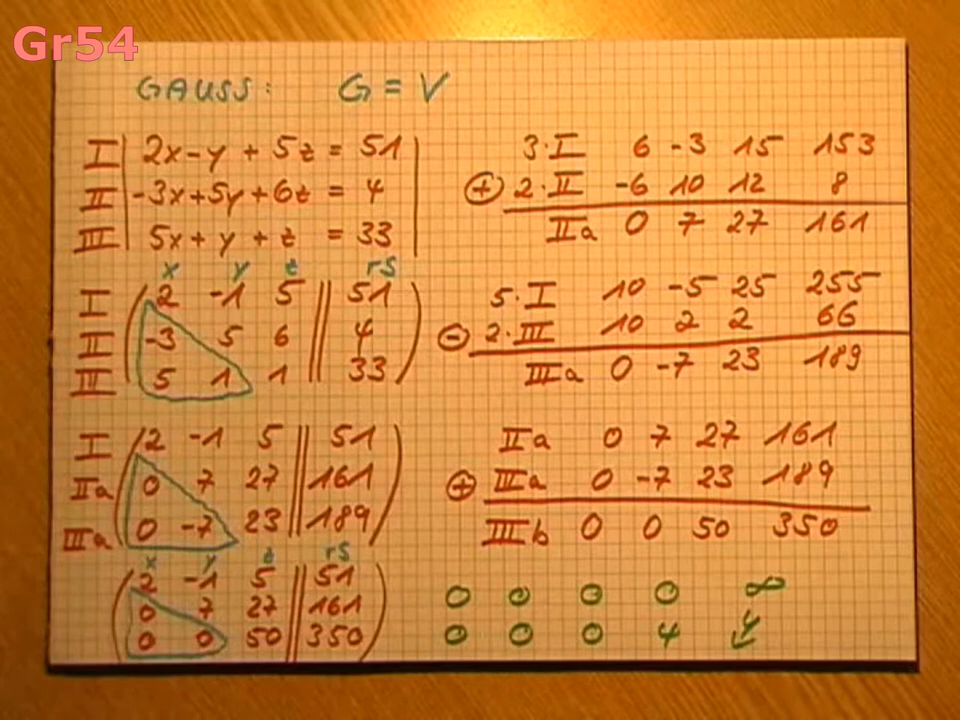 Gr54
GAUSS: G = V
I 2x - y + 5z = 51
II -3x + 5y + 6z = 4
III 5x + y + z = 33
x y z rS
I 2 -1 5 51
II -3 5 6 4
III 5 1 1 33
I 2 -1 5 51
IIa 0 7 27 161
IIIa 0 -7 23 189
x y z rS
2 -1 5 51
0 7 27 161
0 0 50 350
3·I 6 -3 15 153
+ 2·II -6 10 12 8
IIa 0 7 27 161
5·I 10 -5 25 255
- 2·III 10 2 2 66
IIIa 0 -7 23 189
IIa 0 7 27 161
+ IIIa 0 -7 23 189
IIIb 0 0 50 350
0 0 0 0 ∞
0 0 0 4